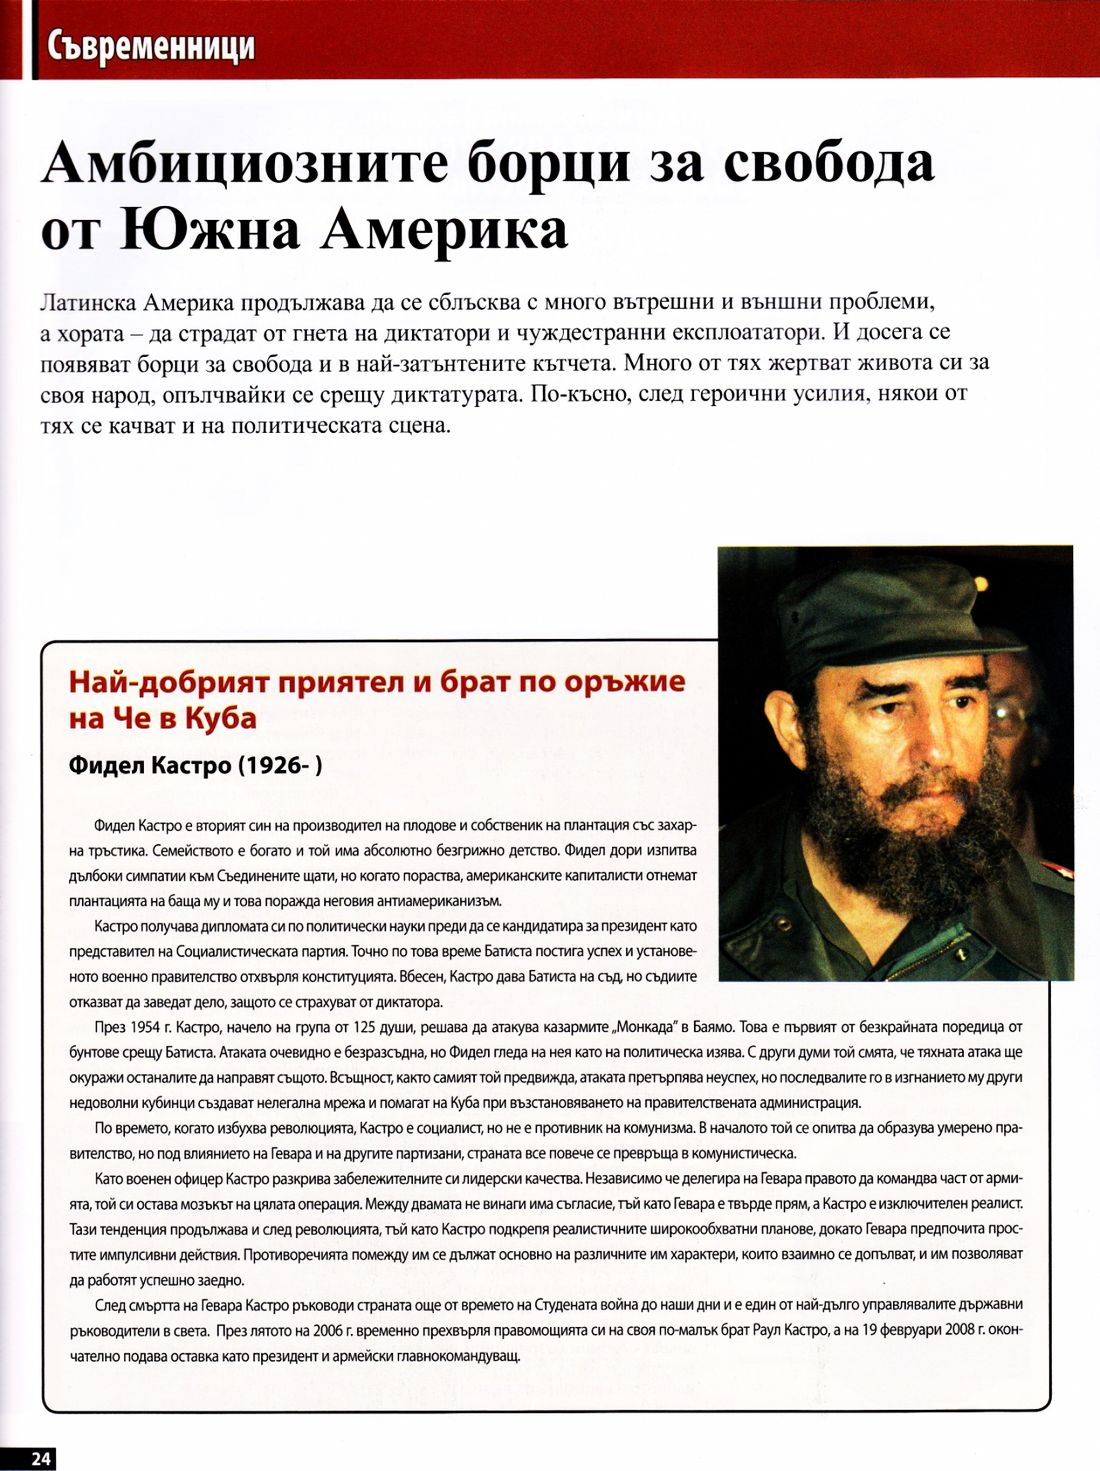 Съвременници
Амбициозните борци за свобода
от Южна Америка
Латинска Америка продължава да се сблъсква с много вътрешни и външни проблеми,
а хората – да страдат от гнета на диктатори и чуждестранни експлоататори. И досега се
появяват борци за свобода и в най-затънтените кътчета. Много от тях жертват живота си за
своя народ, опълчвайки се срещу диктатурата. По-късно, след героични усилия, някои от
тях се качват и на политическата сцена.
Най-добрият приятел и брат по оръжие
на Че в Куба
Фидел Кастро (1926- )
Фидел Кастро е вторият син на производител на плодове и собственик на плантация със захар-
на тръстика. Семейството е богато и той има абсолютно безгрижно детство. Фидел дори изпитва
дълбоки симпатии към Съединените щати, но когато пораства, американските капиталисти отнемат
плантацията на баща му и това поражда неговия антиамериканизъм.
Кастро получава дипломата си по политически науки преди да се кандидатира за президент като
представител на Социалистическата партия. Точно по това време Батиста постига успех и установе-
ното военно правителство отхвърля конституцията. Вбесен, Кастро дава Батиста на съд, но съдиите
отказват да заведат дело, защото се страхуват от диктатора.
През 1954 г. Кастро, начело на група от 125 души, решава да атакува казармите „Монкада” в Баямо. Това е първият от безкрайната поредица от
бунтове срещу Батиста. Атаката очевидно е безразсъдна, но Фидел гледа на нея като на политическа изява. С други думи той смята, че тяхната атака ще
окуражи останалите да направят същото. Всъщност, както самият той предвижда, атаката претърпява неуспех, но последвалите го в изгнанието му други
недоволни кубинци създават нелегална мрежа и помагат на Куба при възстановяването на правителствената администрация.
По времето, когато избухва революцията, Кастро е социалист, но не е противник на комунизма. В началото той се опитва да образува умерено пра-
вителство, но под влиянието на Гевара и на другите партизани, страната все повече се превръща в комунистическа.
Като военен офицер Кастро разкрива забележителните си лидерски качества. Независимо че делегира на Гевара правото да командва част от арми-
ята, той си остава мозъкът на цялата операция. Между двамата не винаги има съгласие, тъй като Гевара е твърде прям, а Кастро е изключителен реалист.
Тази тенденция продължава и след революцията, тъй като Кастро подкрепя реалистичните широкообхватни планове, докато Гевара предпочита прос-
тите импулсивни действия. Противоречията помежду им се дължат основно на различните им характери, които взаимно се допълват, и им позволяват
да работят успешно заедно.
След смъртта на Гевара Кастро ръководи страната още от времето на Студената война до наши дни и е един от най-дълго управлявалите държавни
ръководители в света. През лятото на 2006 г. временно прехвърля правомощията си на своя по-малък брат Раул Кастро, а на 19 февруари 2008 г. окон-
чателно подава оставка като президент и армейски главнокомандуващ.
24